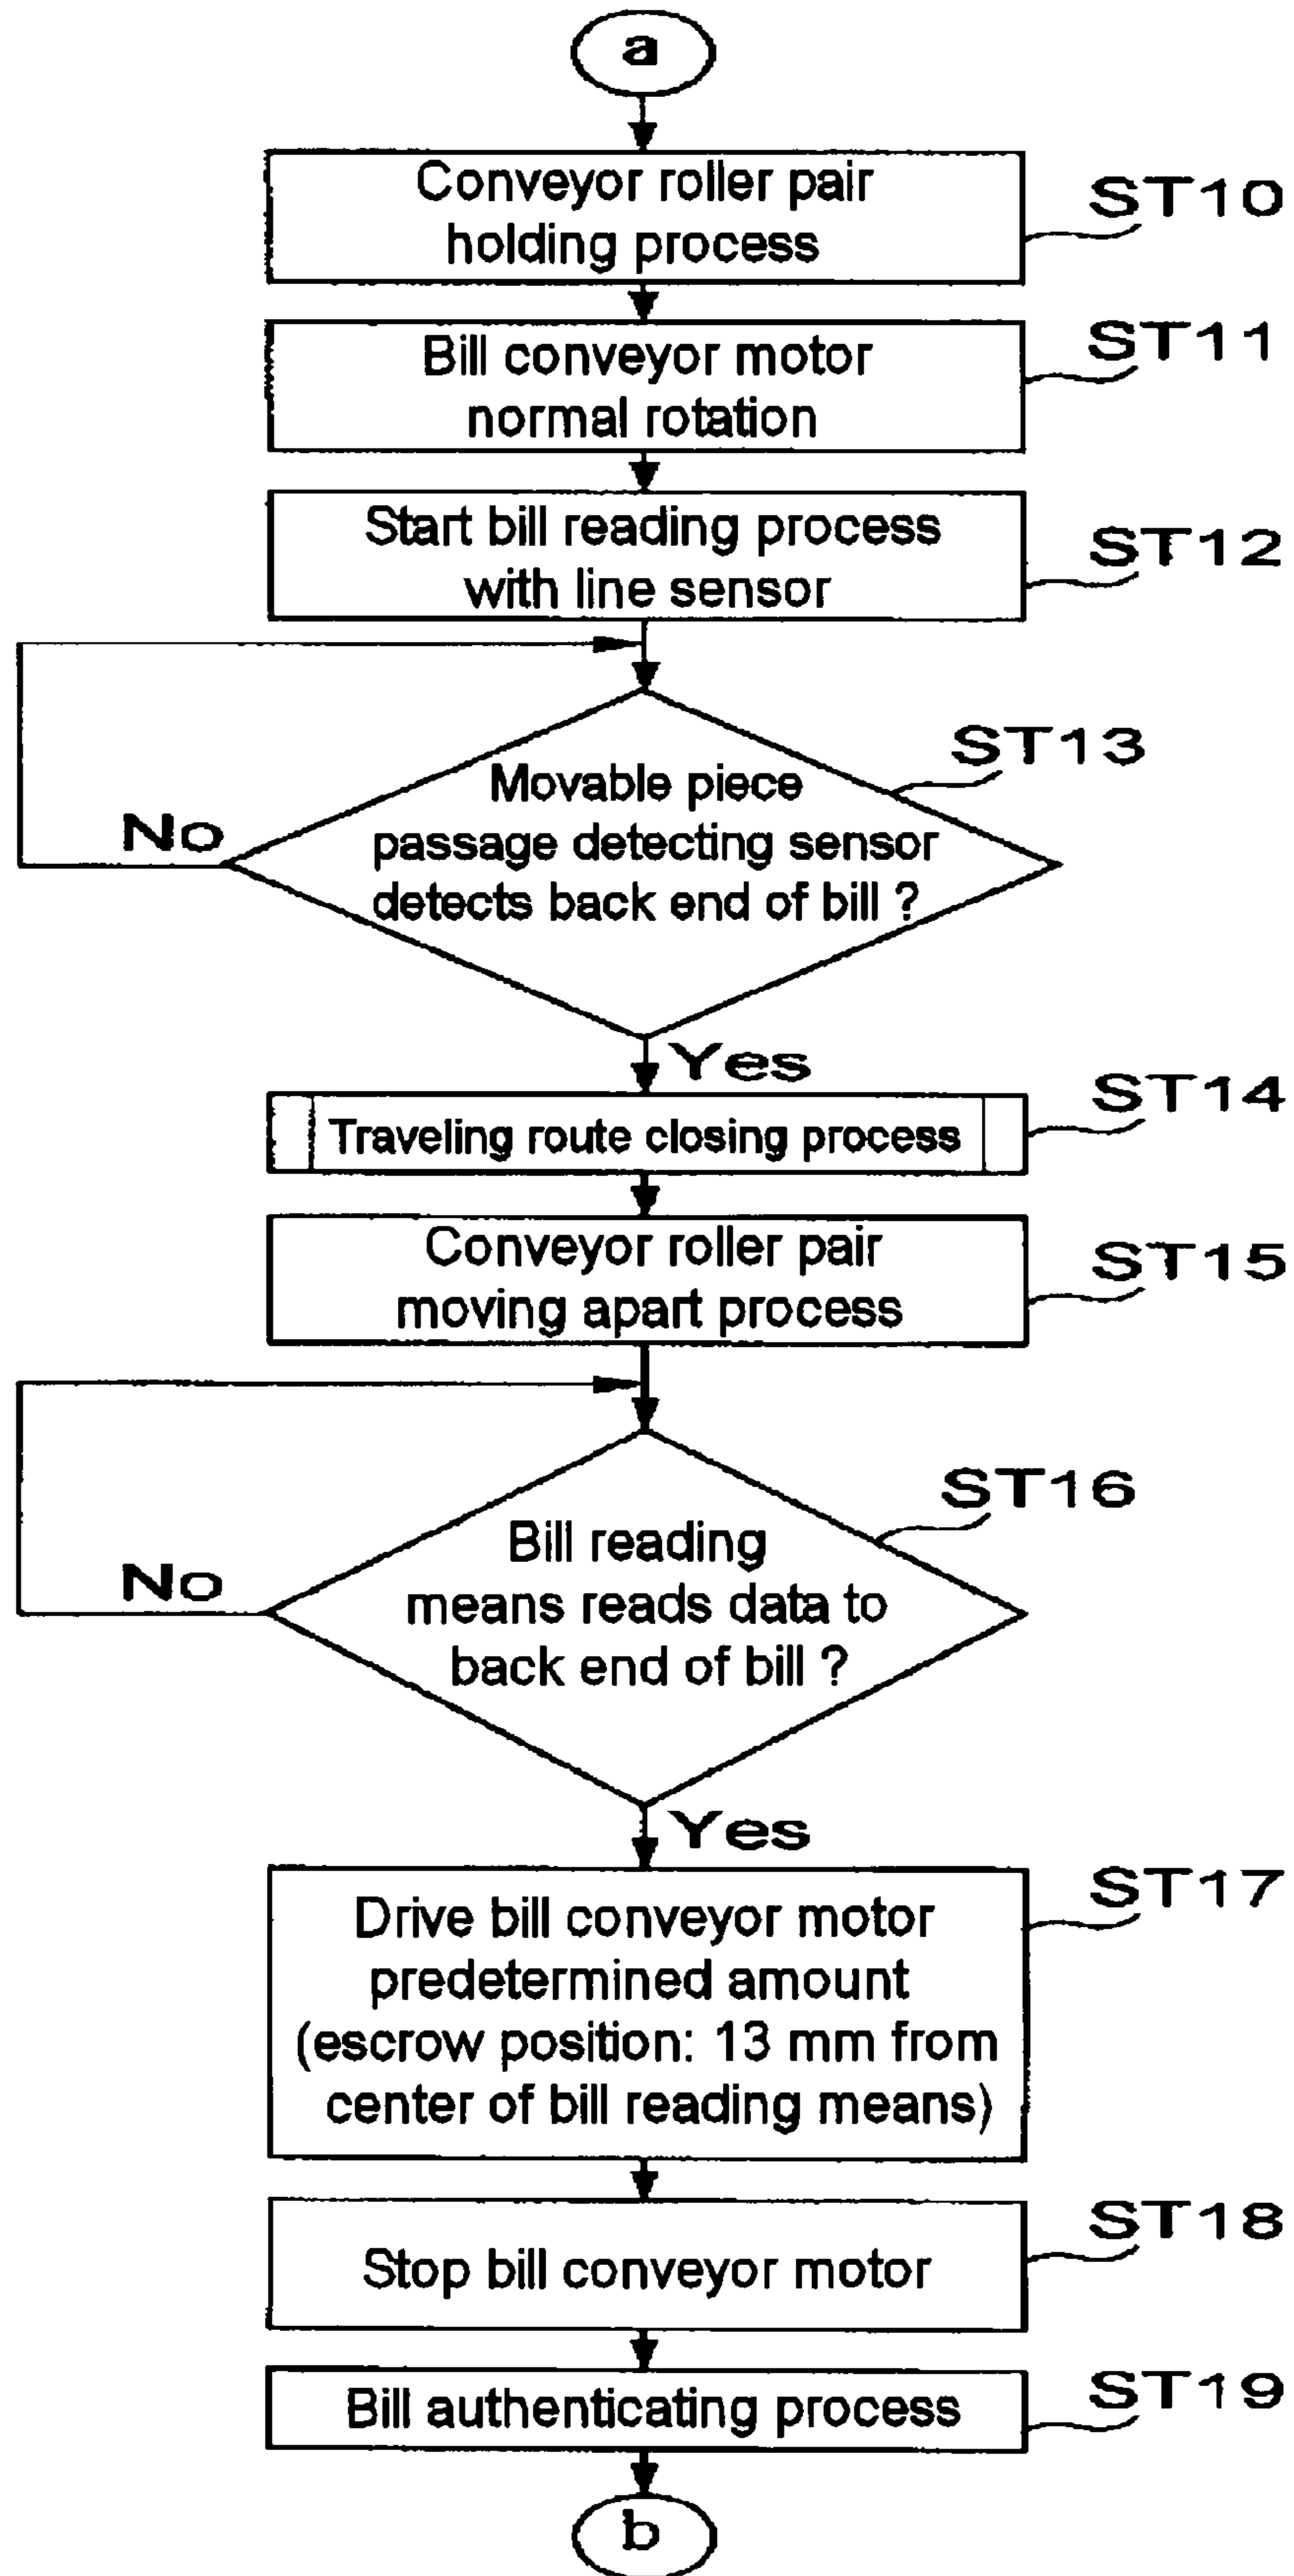 a
Conveyor roller pair
holding process
ST10
Bill conveyor motor
normal rotation
ST11
Start bill reading process
with line sensor
ST12
ST13
Movable piece
passage detecting sensor
detects back end of bill ?
No
Yes
Traveling route closing process
ST14
Conveyor roller pair
moving apart process
ST15
ST16
Bill reading
means reads data to
back end of bill ?
No
Yes
Drive bill conveyor motor
predetermined amount
(escrow position: 13 mm from
center of bill reading means)
ST17
Stop bill conveyor motor
ST18
Bill authenticating process
ST19
b